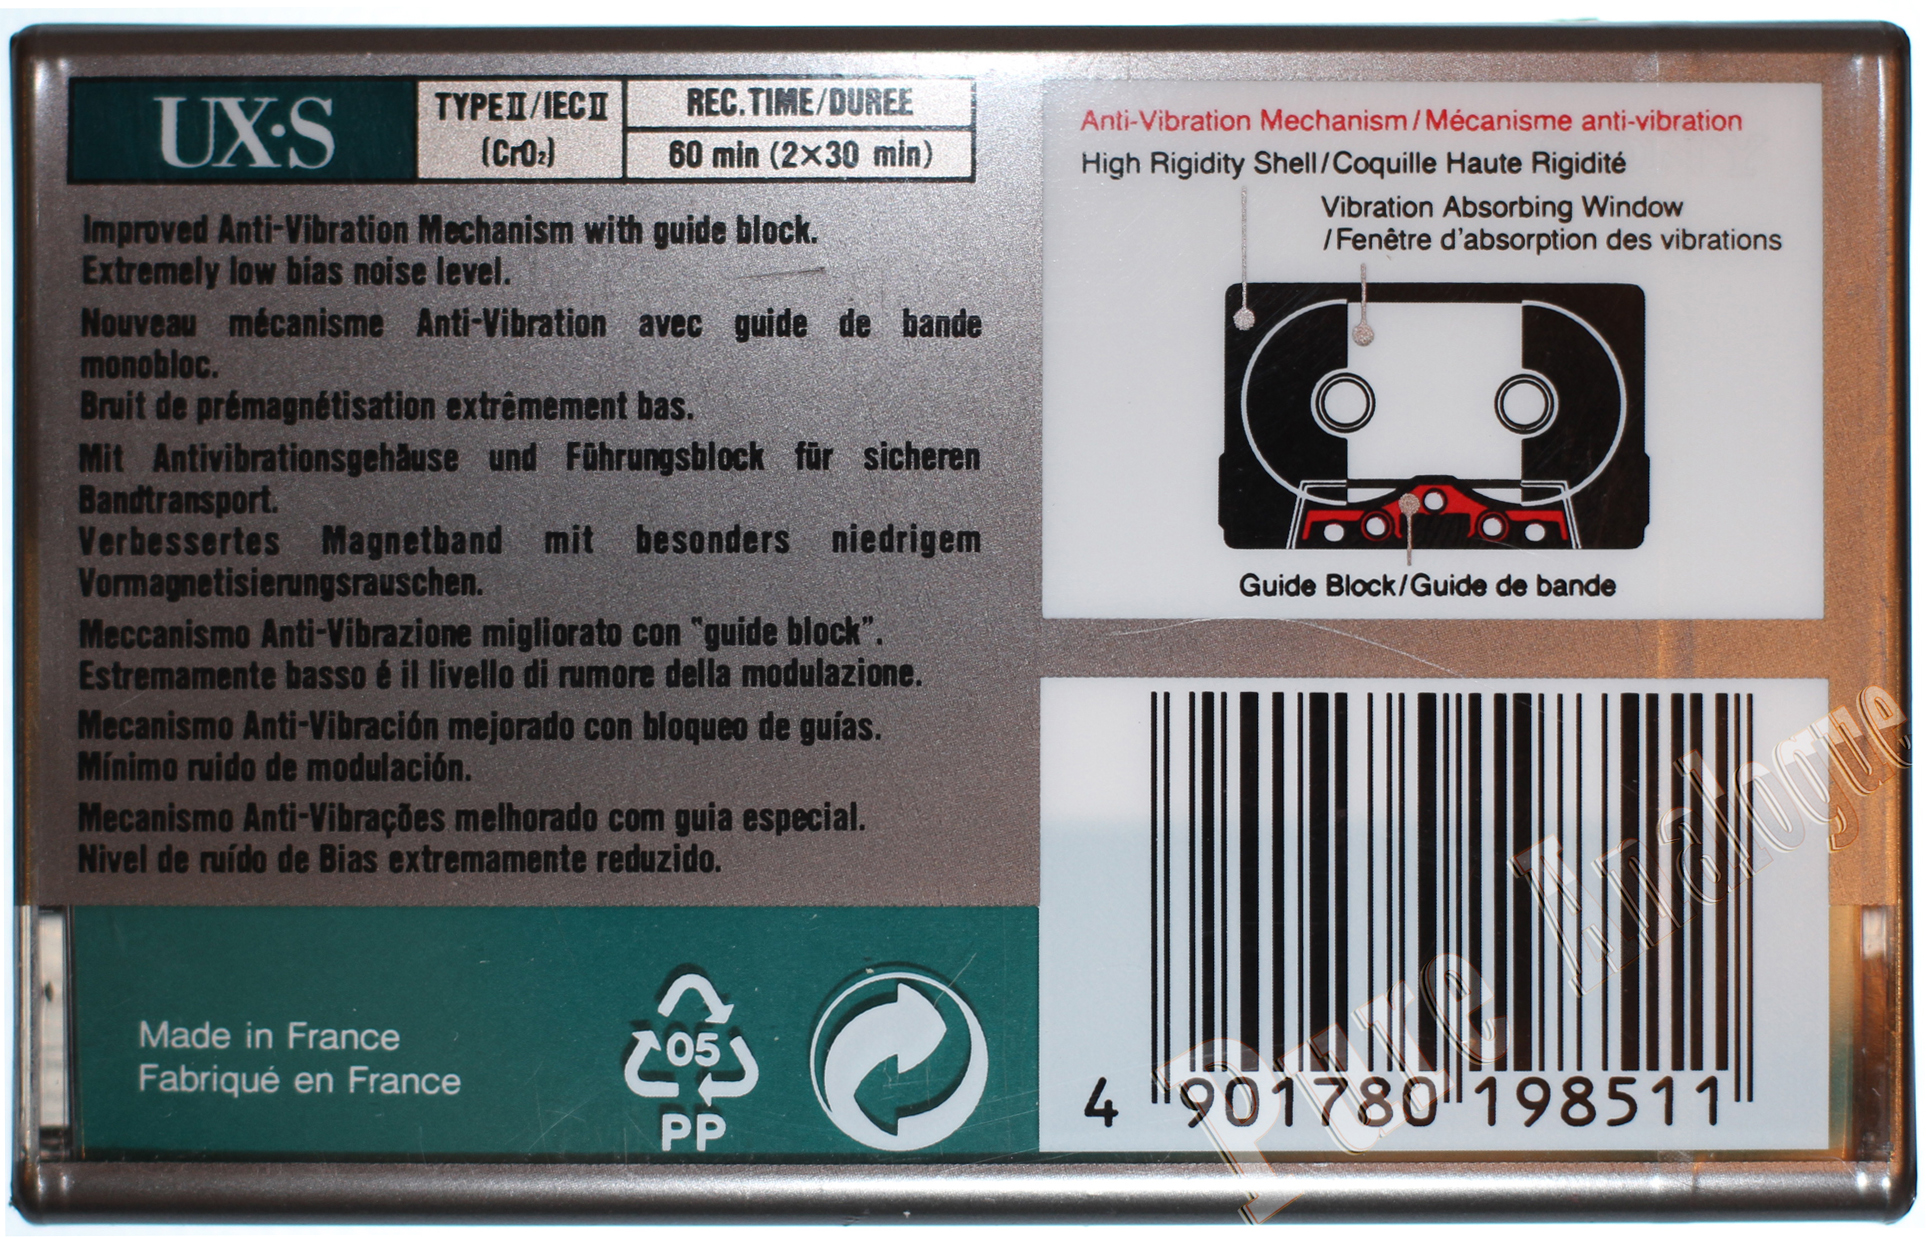 UX·S
TYPE II/IEC II
(CrO₂)
REC.TIME/DUREE
60 min (2×30 min)
Improved Anti-Vibration Mechanism with guide block.
Extremely low bias noise level.
Nouveau mécanisme Anti-Vibration avec guide de bande
monobloc.
Bruit de prémagnétisation extrêmement bas.
Mit Antivibrationsgehäuse und Führungsblock für sicheren
Bandtransport.
Verbessertes Magnetband mit besonders niedrigem
Vormagnetisierungsrauschen.
Meccanismo Anti-Vibrazione migliorato con "guide block".
Estremamente basso é il livello di rumore della modulazione.
Mecanismo Anti-Vibración mejorado con bloqueo de guías.
Mínimo ruido de modulación.
Mecanismo Anti-Vibrações melhorado com guia especial.
Nivel de ruído de Bias extremamente reduzido.
Made in France
Fabriqué en France
05
PP
Anti-Vibration Mechanism/Mécanisme anti-vibration
High Rigidity Shell/Coquille Haute Rigidité
Vibration Absorbing Window
/Fenêtre d'absorption des vibrations
Guide Block/Guide de bande
4 901780 198511
Pure Analogue